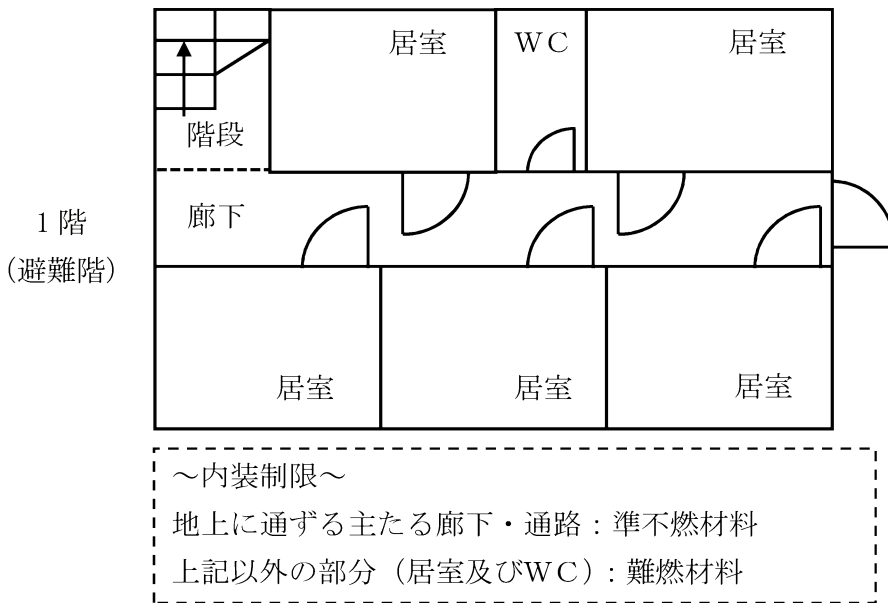 居室
WC
居室
階段
廊下
1階
(避難階)
居室
居室
居室
～内装制限～
地上に通ずる主たる廊下・通路：準不燃材料
上記以外の部分（居室及びWC）：難燃材料